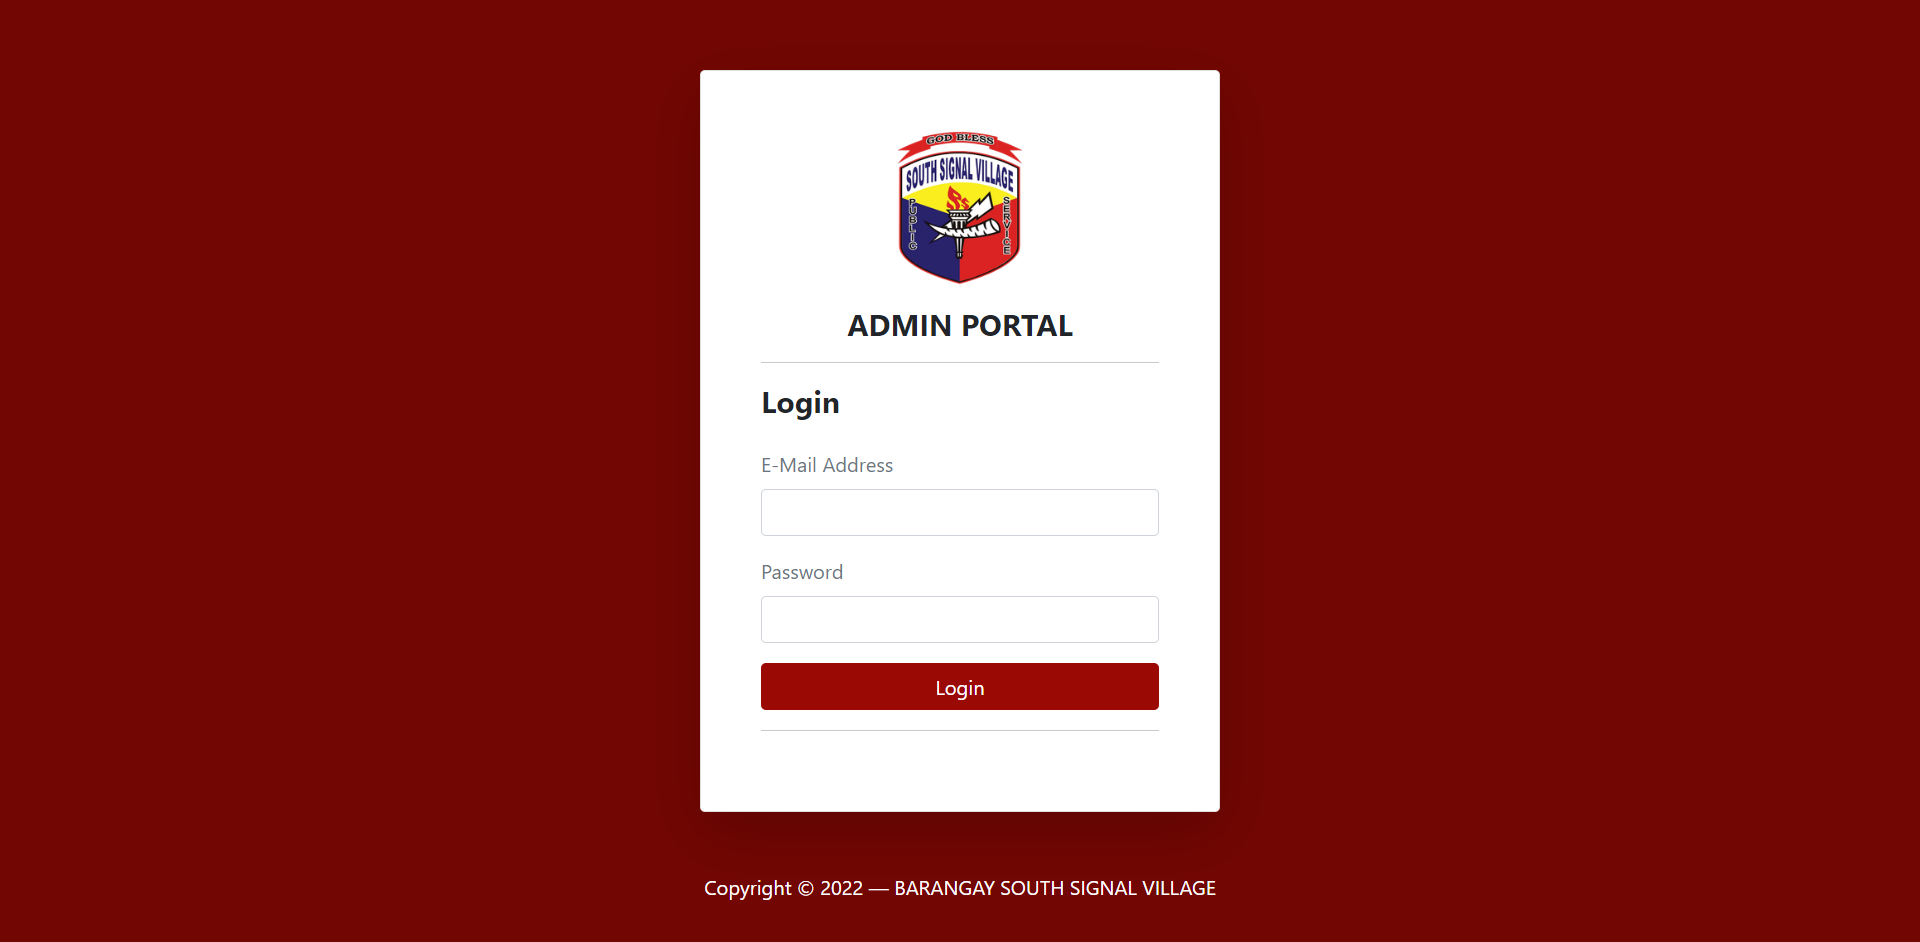 GOD BLESS
SOUTH SIGNAL VILLAGE
PUBLIC
SERVICE
ADMIN PORTAL
Login
E-Mail Address
Password
Login
Copyright © 2022 — BARANGAY SOUTH SIGNAL VILLAGE